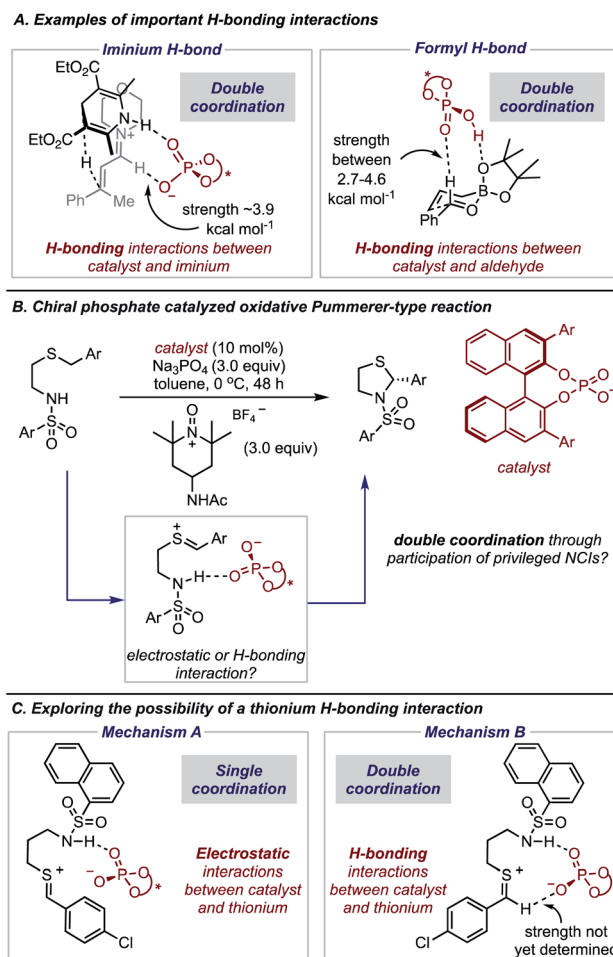 A. Examples of important H-bonding interactions
Iminium H-bond
EtO₂C
EtO₂C
O
N
N
+
H
H
H
Ph
Me
O
P
O
O
O
−
*
Double
coordination
strength ~3.9
kcal mol⁻¹
H-bonding interactions between
catalyst and iminium
Formyl H-bond
*
O
O
P
O
O
H
H
O
O
B
O
Ph
Double
coordination
strength
between
2.7-4.6
kcal mol⁻¹
H-bonding interactions between
catalyst and aldehyde
B. Chiral phosphate catalyzed oxidative Pummerer-type reaction
S
Ar
NH
S
O
O
Ar
catalyst (10 mol%)
Na₃PO₄ (3.0 equiv)
toluene, 0 ºC, 48 h
O
N
+
BF₄⁻
(3.0 equiv)
NHAc
S
Ar
N
S
O
O
Ar
Ar
O
O
P
O
O⁻
Ar
catalyst
+
S
Ar
N
H
O
P
O⁻
O
O
*
Ar
S
O
O
electrostatic or H-bonding
interaction?
double coordination through
participation of privileged NCIs?
C. Exploring the possibility of a thionium H-bonding interaction
Mechanism A
O
S
O
N
H
O
⁻O
P
O
O
*
S
+
Cl
Single
coordination
Electrostatic
interactions
between catalyst
and thionium
Mechanism B
Double
coordination
H-bonding
interactions
between catalyst
and thionium
O
S
O
N
H
O
P
O
O
O
−
*
S
+
H
Cl
strength not
yet determined